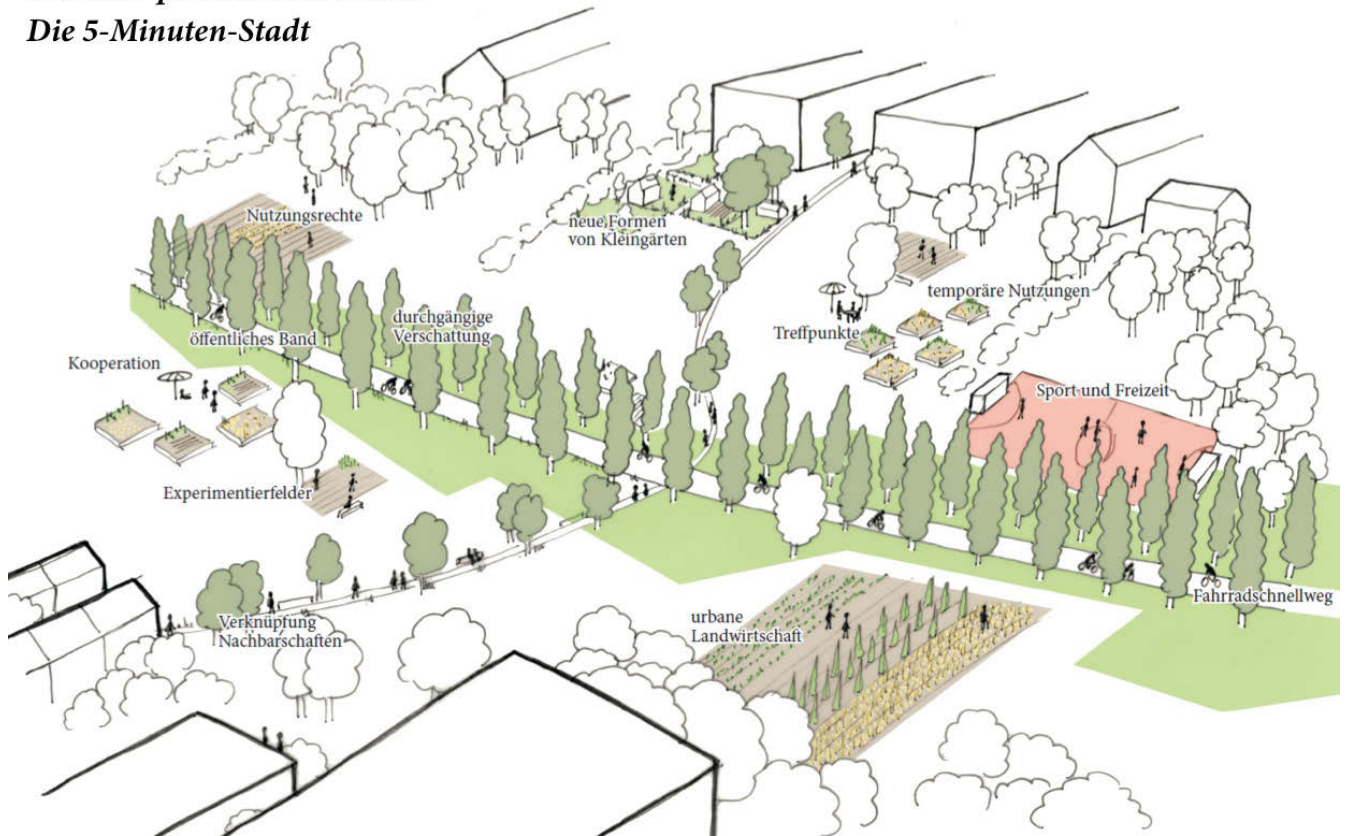 Die 5-Minuten-Stadt
Nutzungsrechte
neue Formen
von Kleingärten
temporäre Nutzungen
durchgängige
Verschattung
öffentliches Band
Treffpunkte
Kooperation
Sport und Freizeit
Experimentierfelder
Fahrradschnellweg
Verknüpfung
Nachbarschaften
urbane
Landwirtschaft